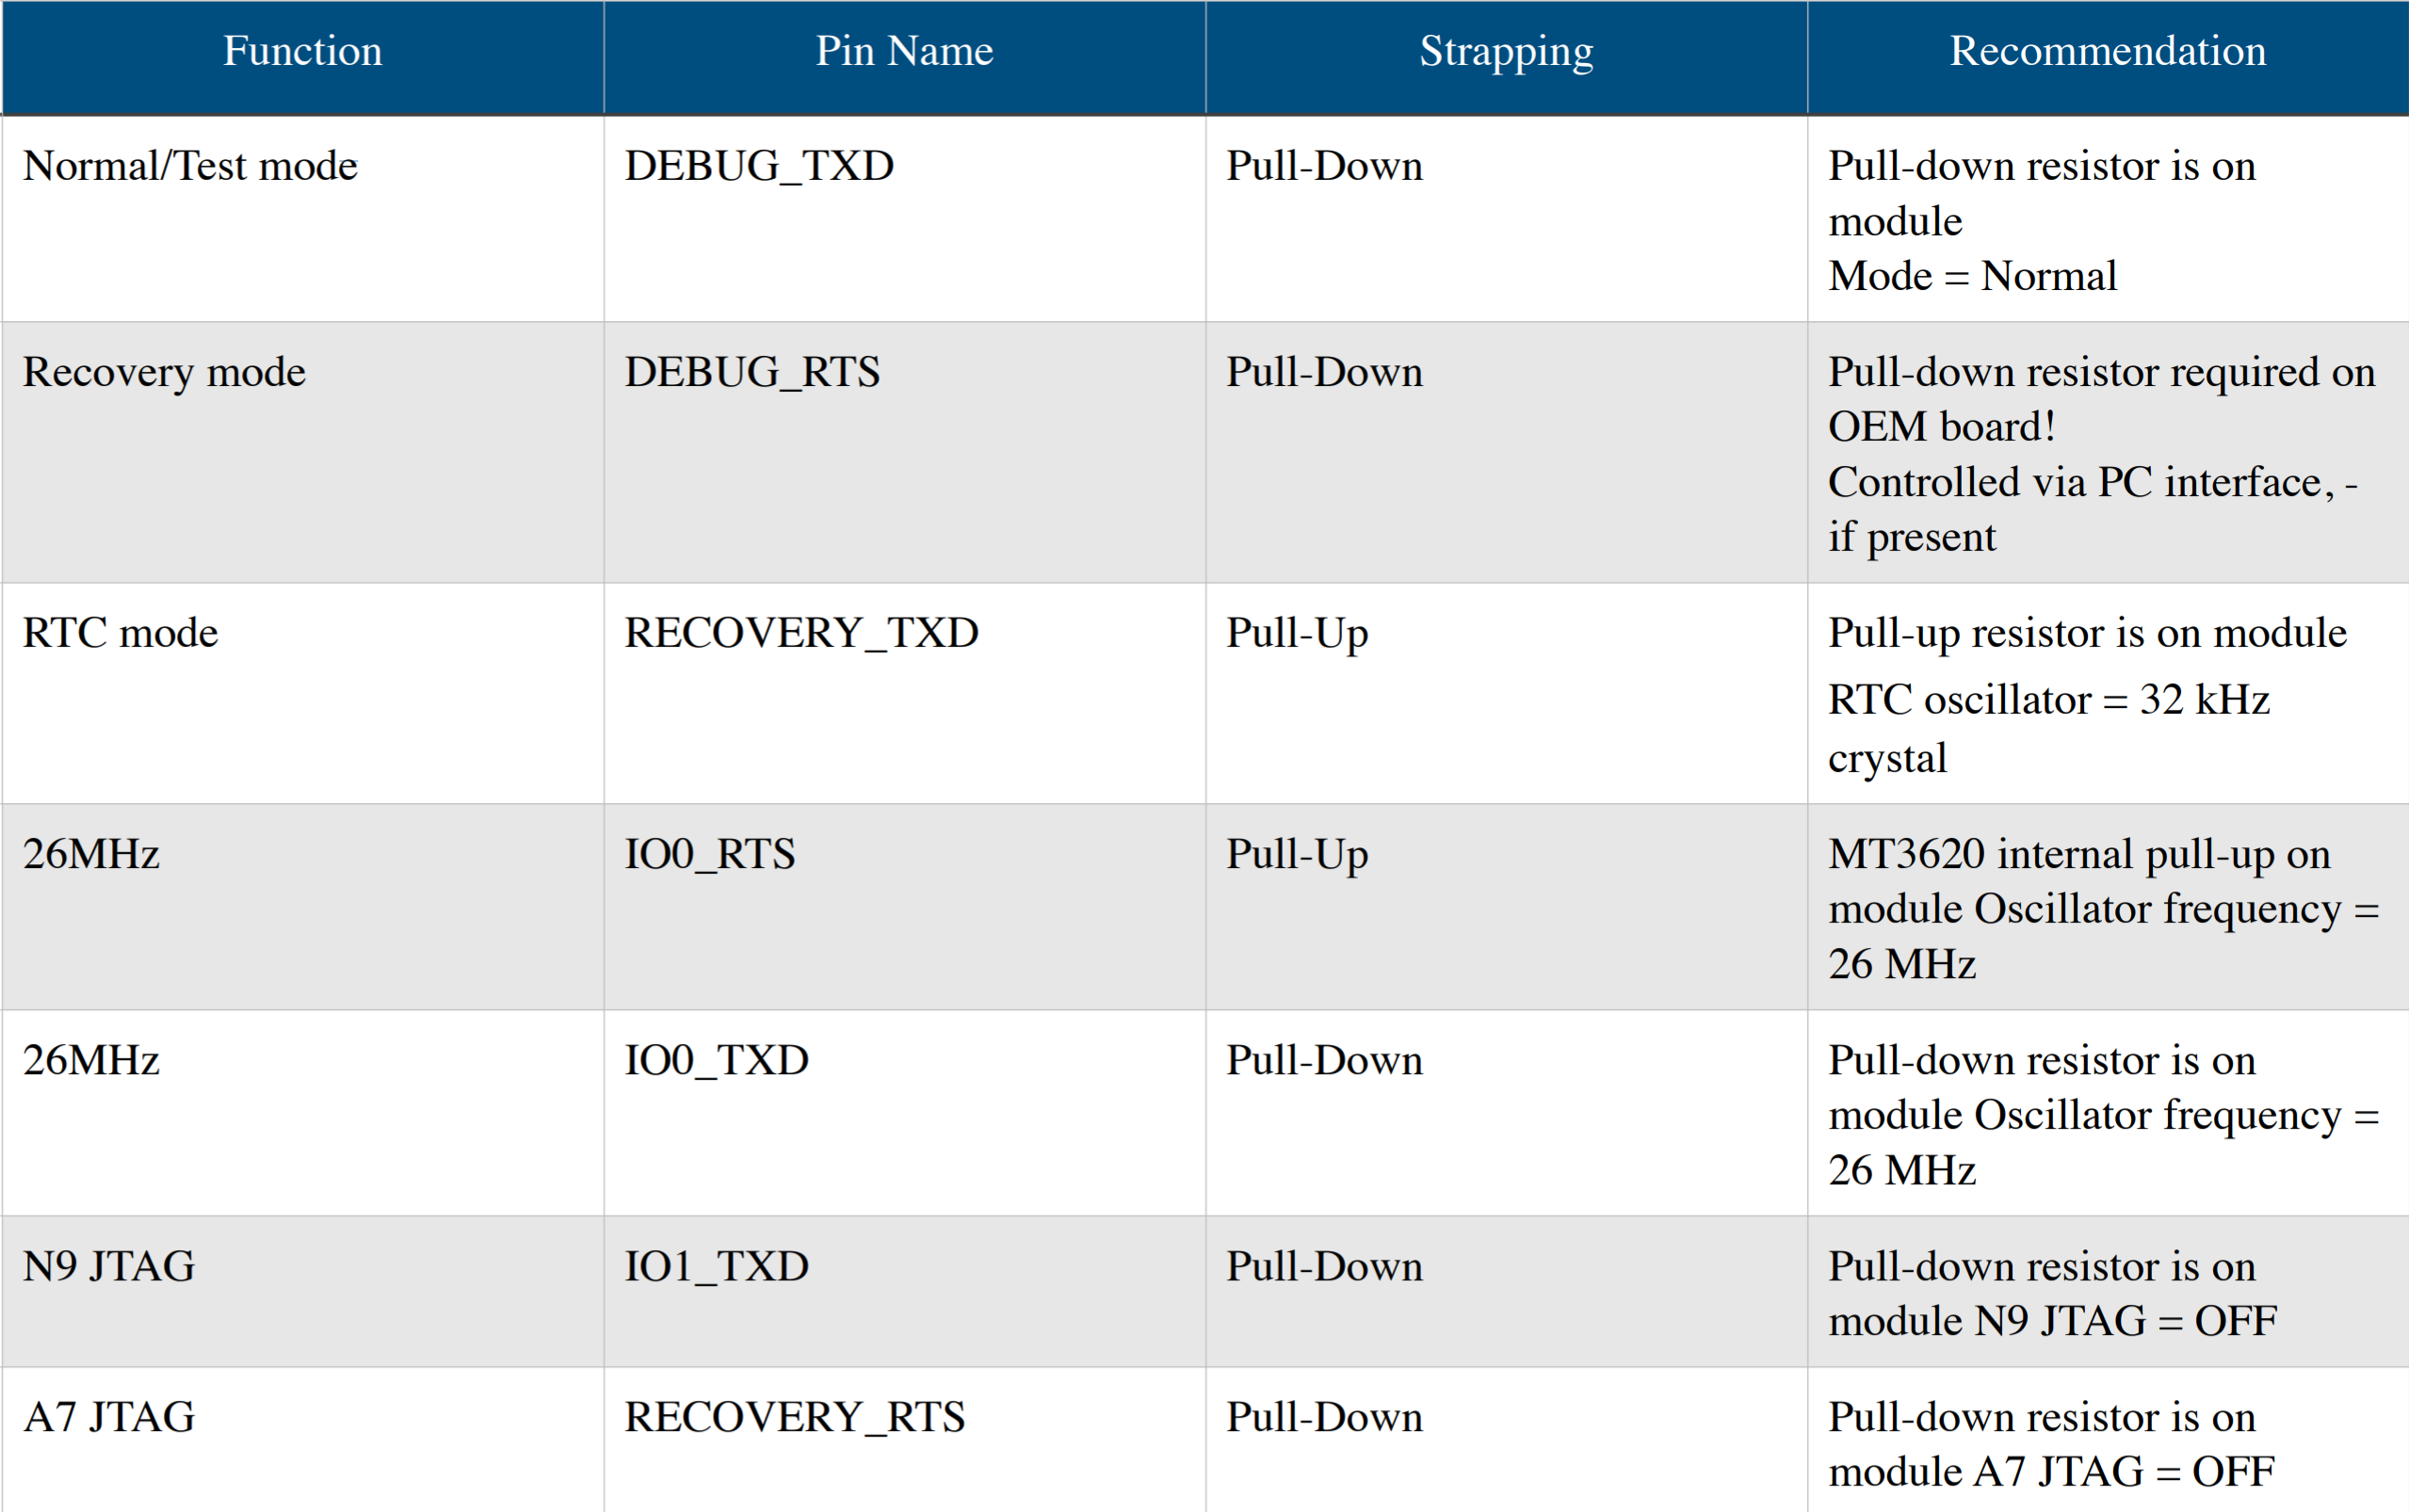 Function Pin Name Strapping Recommendation
Normal/Test mode DEBUG_TXD Pull-Down Pull-down resistor is on
module
Mode = Normal
Recovery mode DEBUG_RTS Pull-Down Pull-down resistor required on
OEM board!
Controlled via PC interface, -
if present
RTC mode RECOVERY_TXD Pull-Up Pull-up resistor is on module
RTC oscillator = 32 kHz
crystal
26MHz IO0_RTS Pull-Up MT3620 internal pull-up on
module Oscillator frequency =
26 MHz
26MHz IO0_TXD Pull-Down Pull-down resistor is on
module Oscillator frequency =
26 MHz
N9 JTAG IO1_TXD Pull-Down Pull-down resistor is on
module N9 JTAG = OFF
A7 JTAG RECOVERY_RTS Pull-Down Pull-down resistor is on
module A7 JTAG = OFF